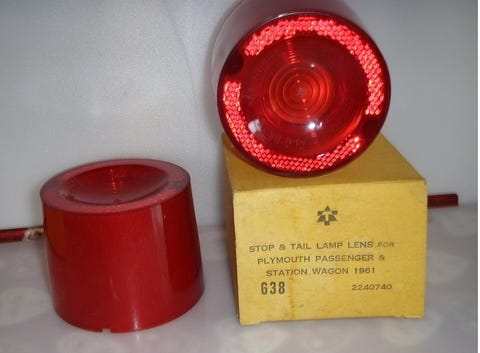 STOP & TAIL LAMP LENS FOR
PLYMOUTH PASSENGER &
STATION WAGON 1961
638 2240740